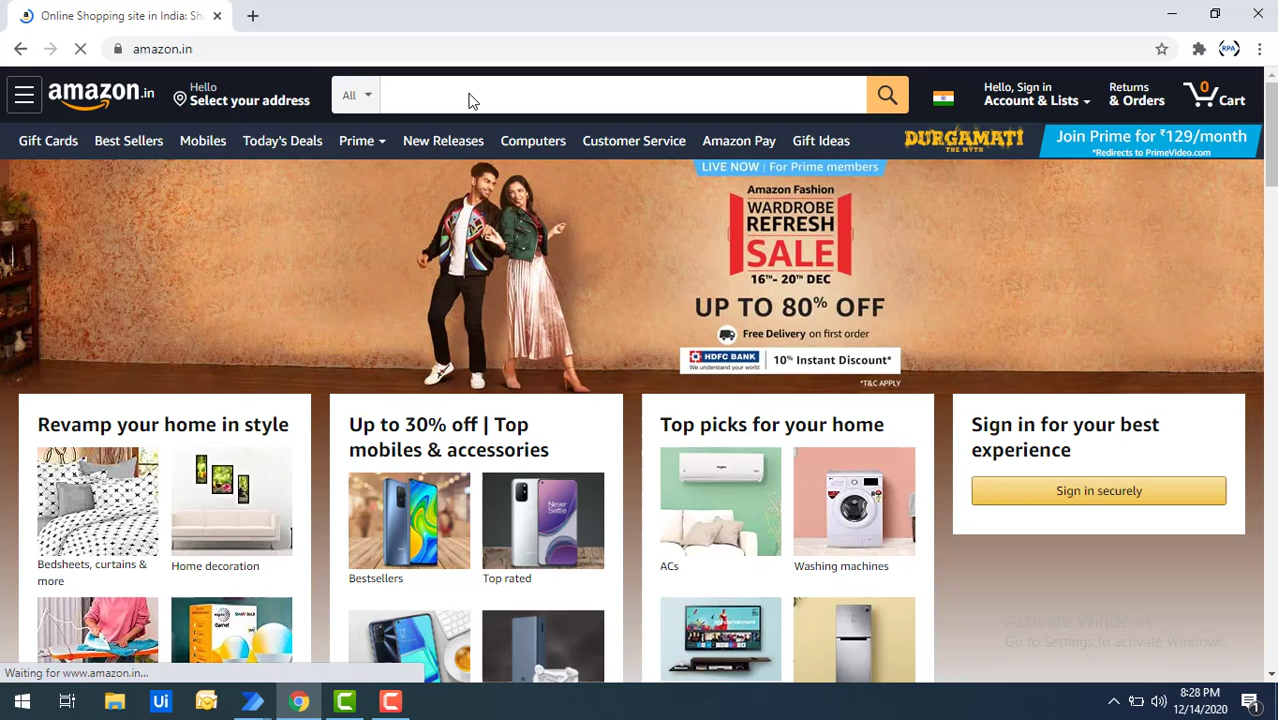 Online Shopping site in India: Sh
amazon.in
RPA
amazon.in
Hello
Select your address
All
Hello, Sign in
Account & Lists
Returns
& Orders
0
Cart
Gift Cards
Best Sellers
Mobiles
Today's Deals
Prime
New Releases
Computers
Customer Service
Amazon Pay
Gift Ideas
DURGAMATI
THE MYTH
Join Prime for ₹129/month
*Redirects to PrimeVideo.com
LIVE NOW | For Prime members
Amazon Fashion
WARDROBE
REFRESH
SALE
16TH- 20TH DEC
UP TO 80% OFF
Free Delivery on first order
HDFC BANK
We understand your world
10% Instant Discount*
*T&C APPLY
Revamp your home in style
Bedsheets, curtains &
more
Home decoration
Up to 30% off | Top
mobiles & accessories
Never
Settle
Bestsellers
Top rated
Top picks for your home
ACs
Washing machines
Sign in for your best
experience
Sign in securely
Activate Windows
Go to Settings to activate Windows.
Waiting for www.amazon.in...
Ui
8:28 PM
12/14/2020
1